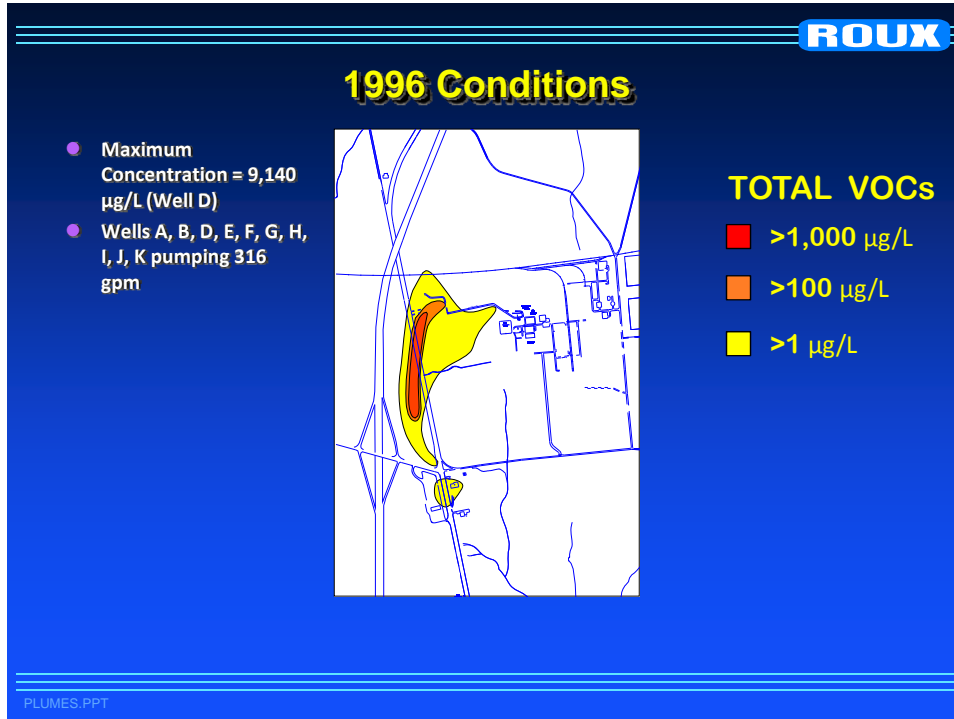 ROUX
1996 Conditions
Maximum
Concentration = 9,140
µg/L (Well D)
Wells A, B, D, E, F, G, H,
I, J, K pumping 316
gpm
TOTAL VOCs
>1,000 µg/L
>100 µg/L
>1 µg/L
PLUMES.PPT